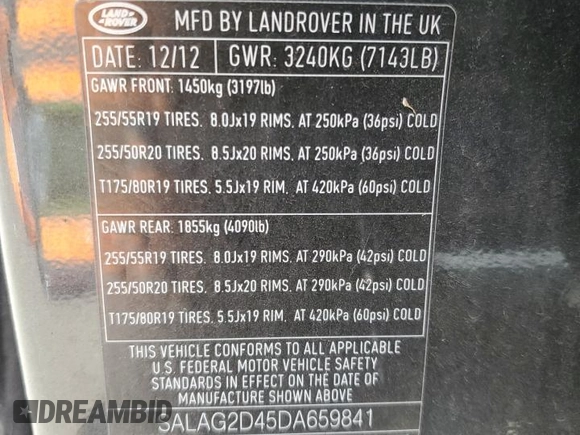 LAND ROVER
MFD BY LANDROVER IN THE UK
DATE: 12/12 GWR: 3240KG (7143LB)
GAWR FRONT: 1450kg (3197lb)
255/55R19 TIRES. 8.0Jx19 RIMS. AT 250kPa (36psi) COLD
255/50R20 TIRES. 8.5Jx20 RIMS. AT 250kPa (36psi) COLD
T175/80R19 TIRES. 5.5Jx19 RIM. AT 420kPa (60psi) COLD
GAWR REAR: 1855kg (4090lb)
255/55R19 TIRES. 8.0Jx19 RIMS. AT 290kPa (42psi) COLD
255/50R20 TIRES. 8.5Jx20 RIMS. AT 290kPa (42psi) COLD
T175/80R19 TIRES. 5.5Jx19 RIM. AT 420kPa (60psi) COLD
THIS VEHICLE CONFORMS TO ALL APPLICABLE
U.S. FEDERAL MOTOR VEHICLE SAFETY
STANDARDS IN EFFECT ON THE DATE OF
MANUFACTURE SHOWN ABOVE
SALAG2D45DA659841
DREAMBID